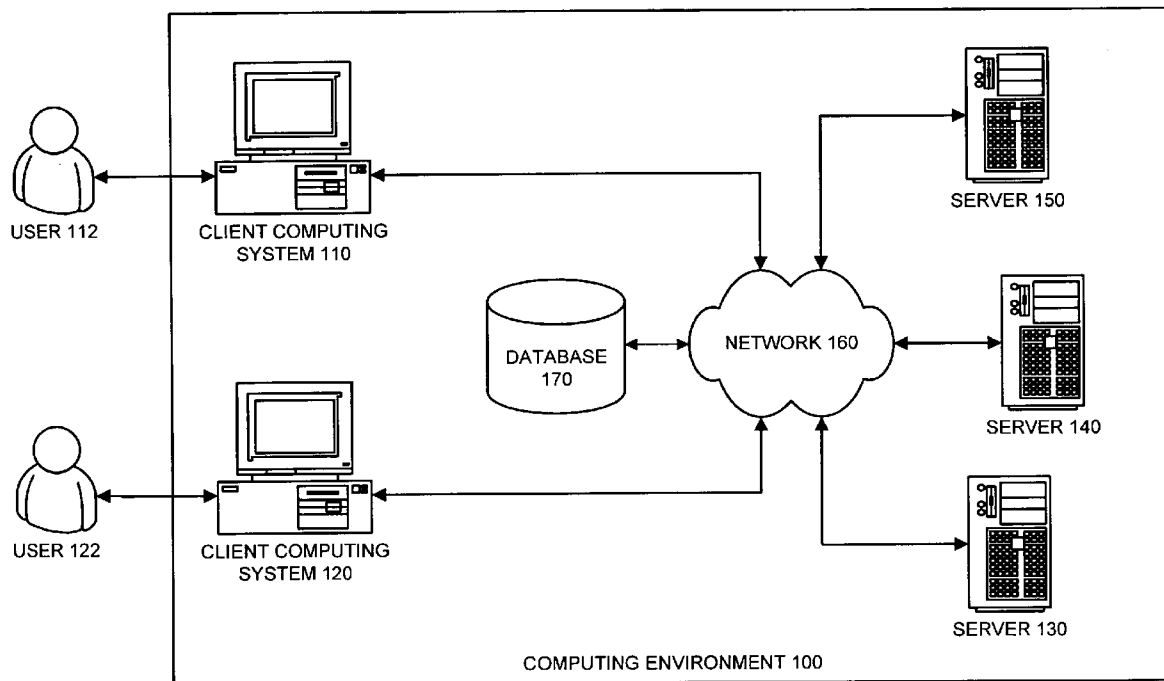 USER 112
CLIENT COMPUTING
SYSTEM 110
SERVER 150
DATABASE
170
NETWORK 160
SERVER 140
USER 122
CLIENT COMPUTING
SYSTEM 120
SERVER 130
COMPUTING ENVIRONMENT 100